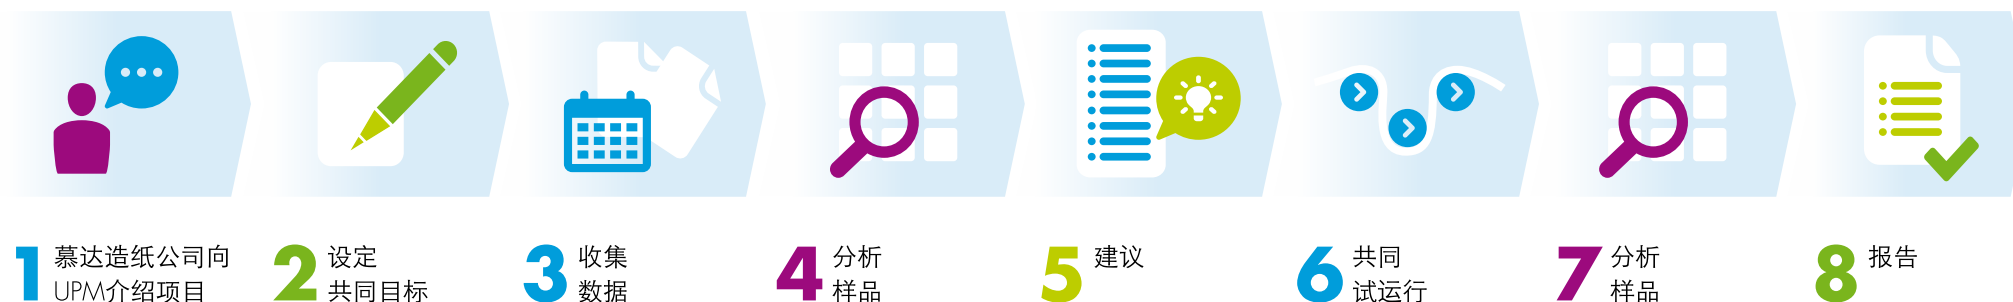 1 慕达造纸公司向
UPM介绍项目
2 设定
共同目标
3 收集
数据
4 分析
样品
5 建议
6 共同
试运行
7 分析
样品
8 报告